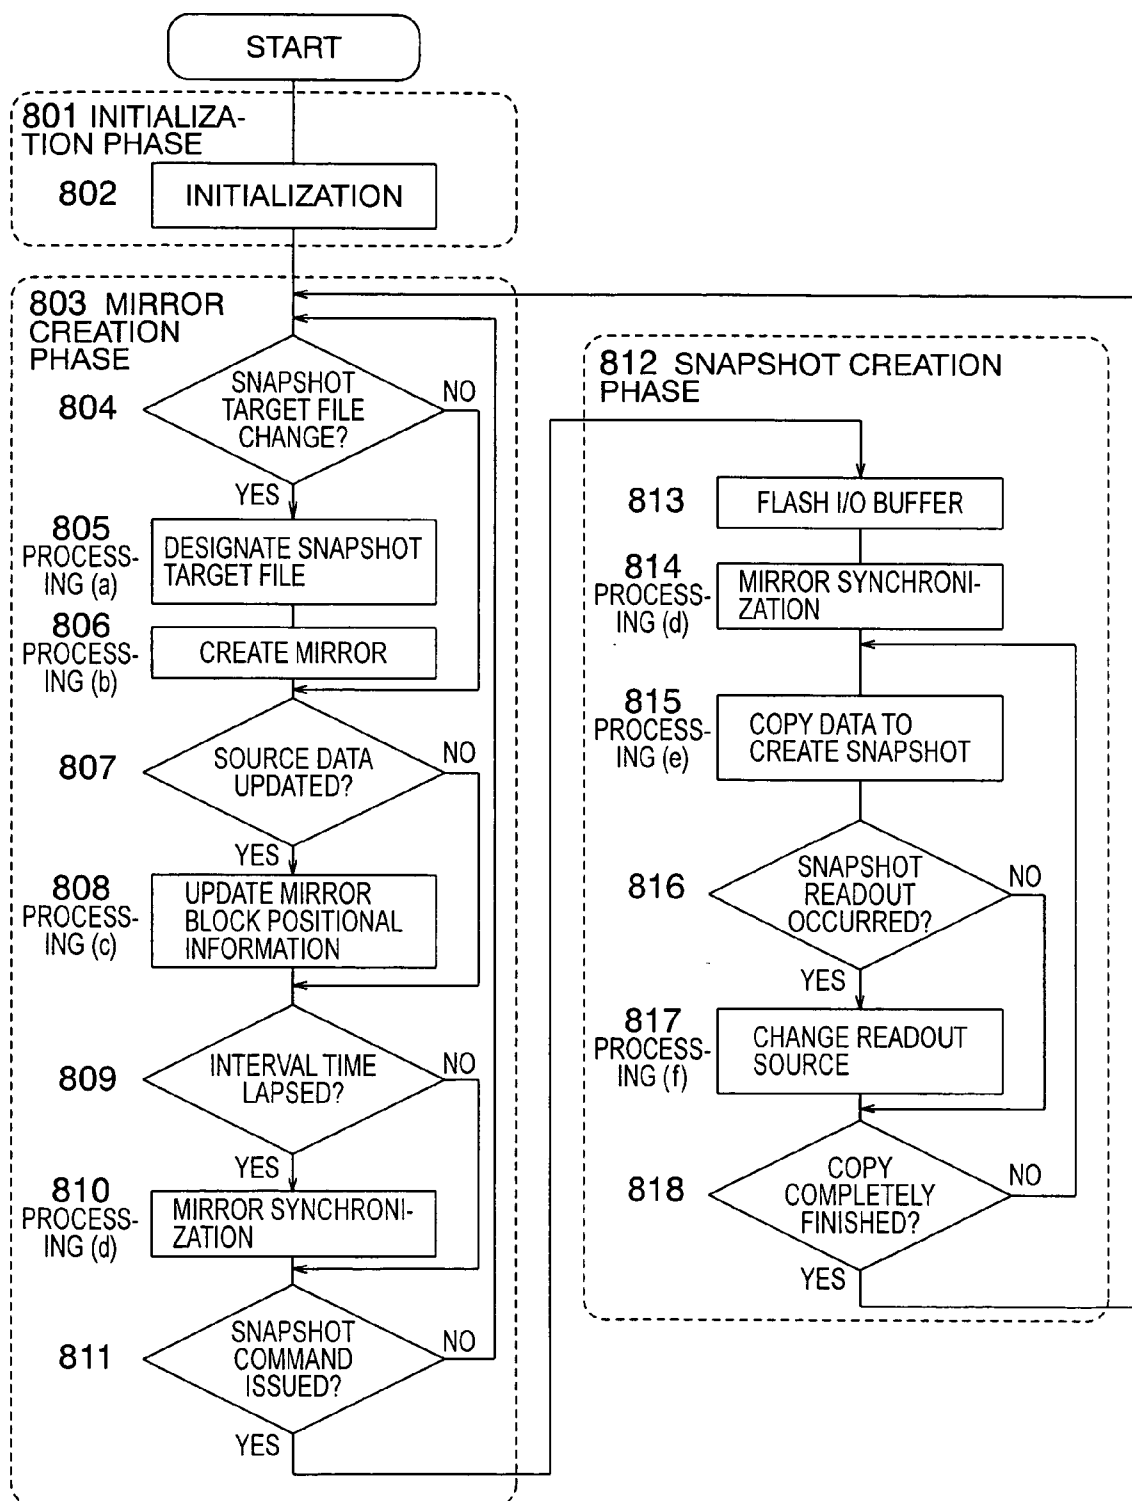 START
801 INITIALIZA-
TION PHASE
802
INITIALIZATION
803 MIRROR
CREATION
PHASE
804
SNAPSHOT
TARGET FILE
CHANGE?
NO
YES
805
PROCESS-
ING (a)
DESIGNATE SNAPSHOT
TARGET FILE
806
PROCESS-
ING (b)
CREATE MIRROR
807
SOURCE DATA
UPDATED?
NO
YES
808
PROCESS-
ING (c)
UPDATE MIRROR
BLOCK POSITIONAL
INFORMATION
809
INTERVAL TIME
LAPSED?
NO
YES
810
PROCESS-
ING (d)
MIRROR SYNCHRONI-
ZATION
811
SNAPSHOT
COMMAND
ISSUED?
NO
YES
812 SNAPSHOT CREATION
PHASE
813
FLASH I/O BUFFER
814
PROCESS-
ING (d)
MIRROR SYNCHRONI-
ZATION
815
PROCESS-
ING (e)
COPY DATA TO
CREATE SNAPSHOT
816
SNAPSHOT
READOUT
OCCURRED?
NO
YES
817
PROCESS-
ING (f)
CHANGE READOUT
SOURCE
818
COPY
COMPLETELY
FINISHED?
NO
YES